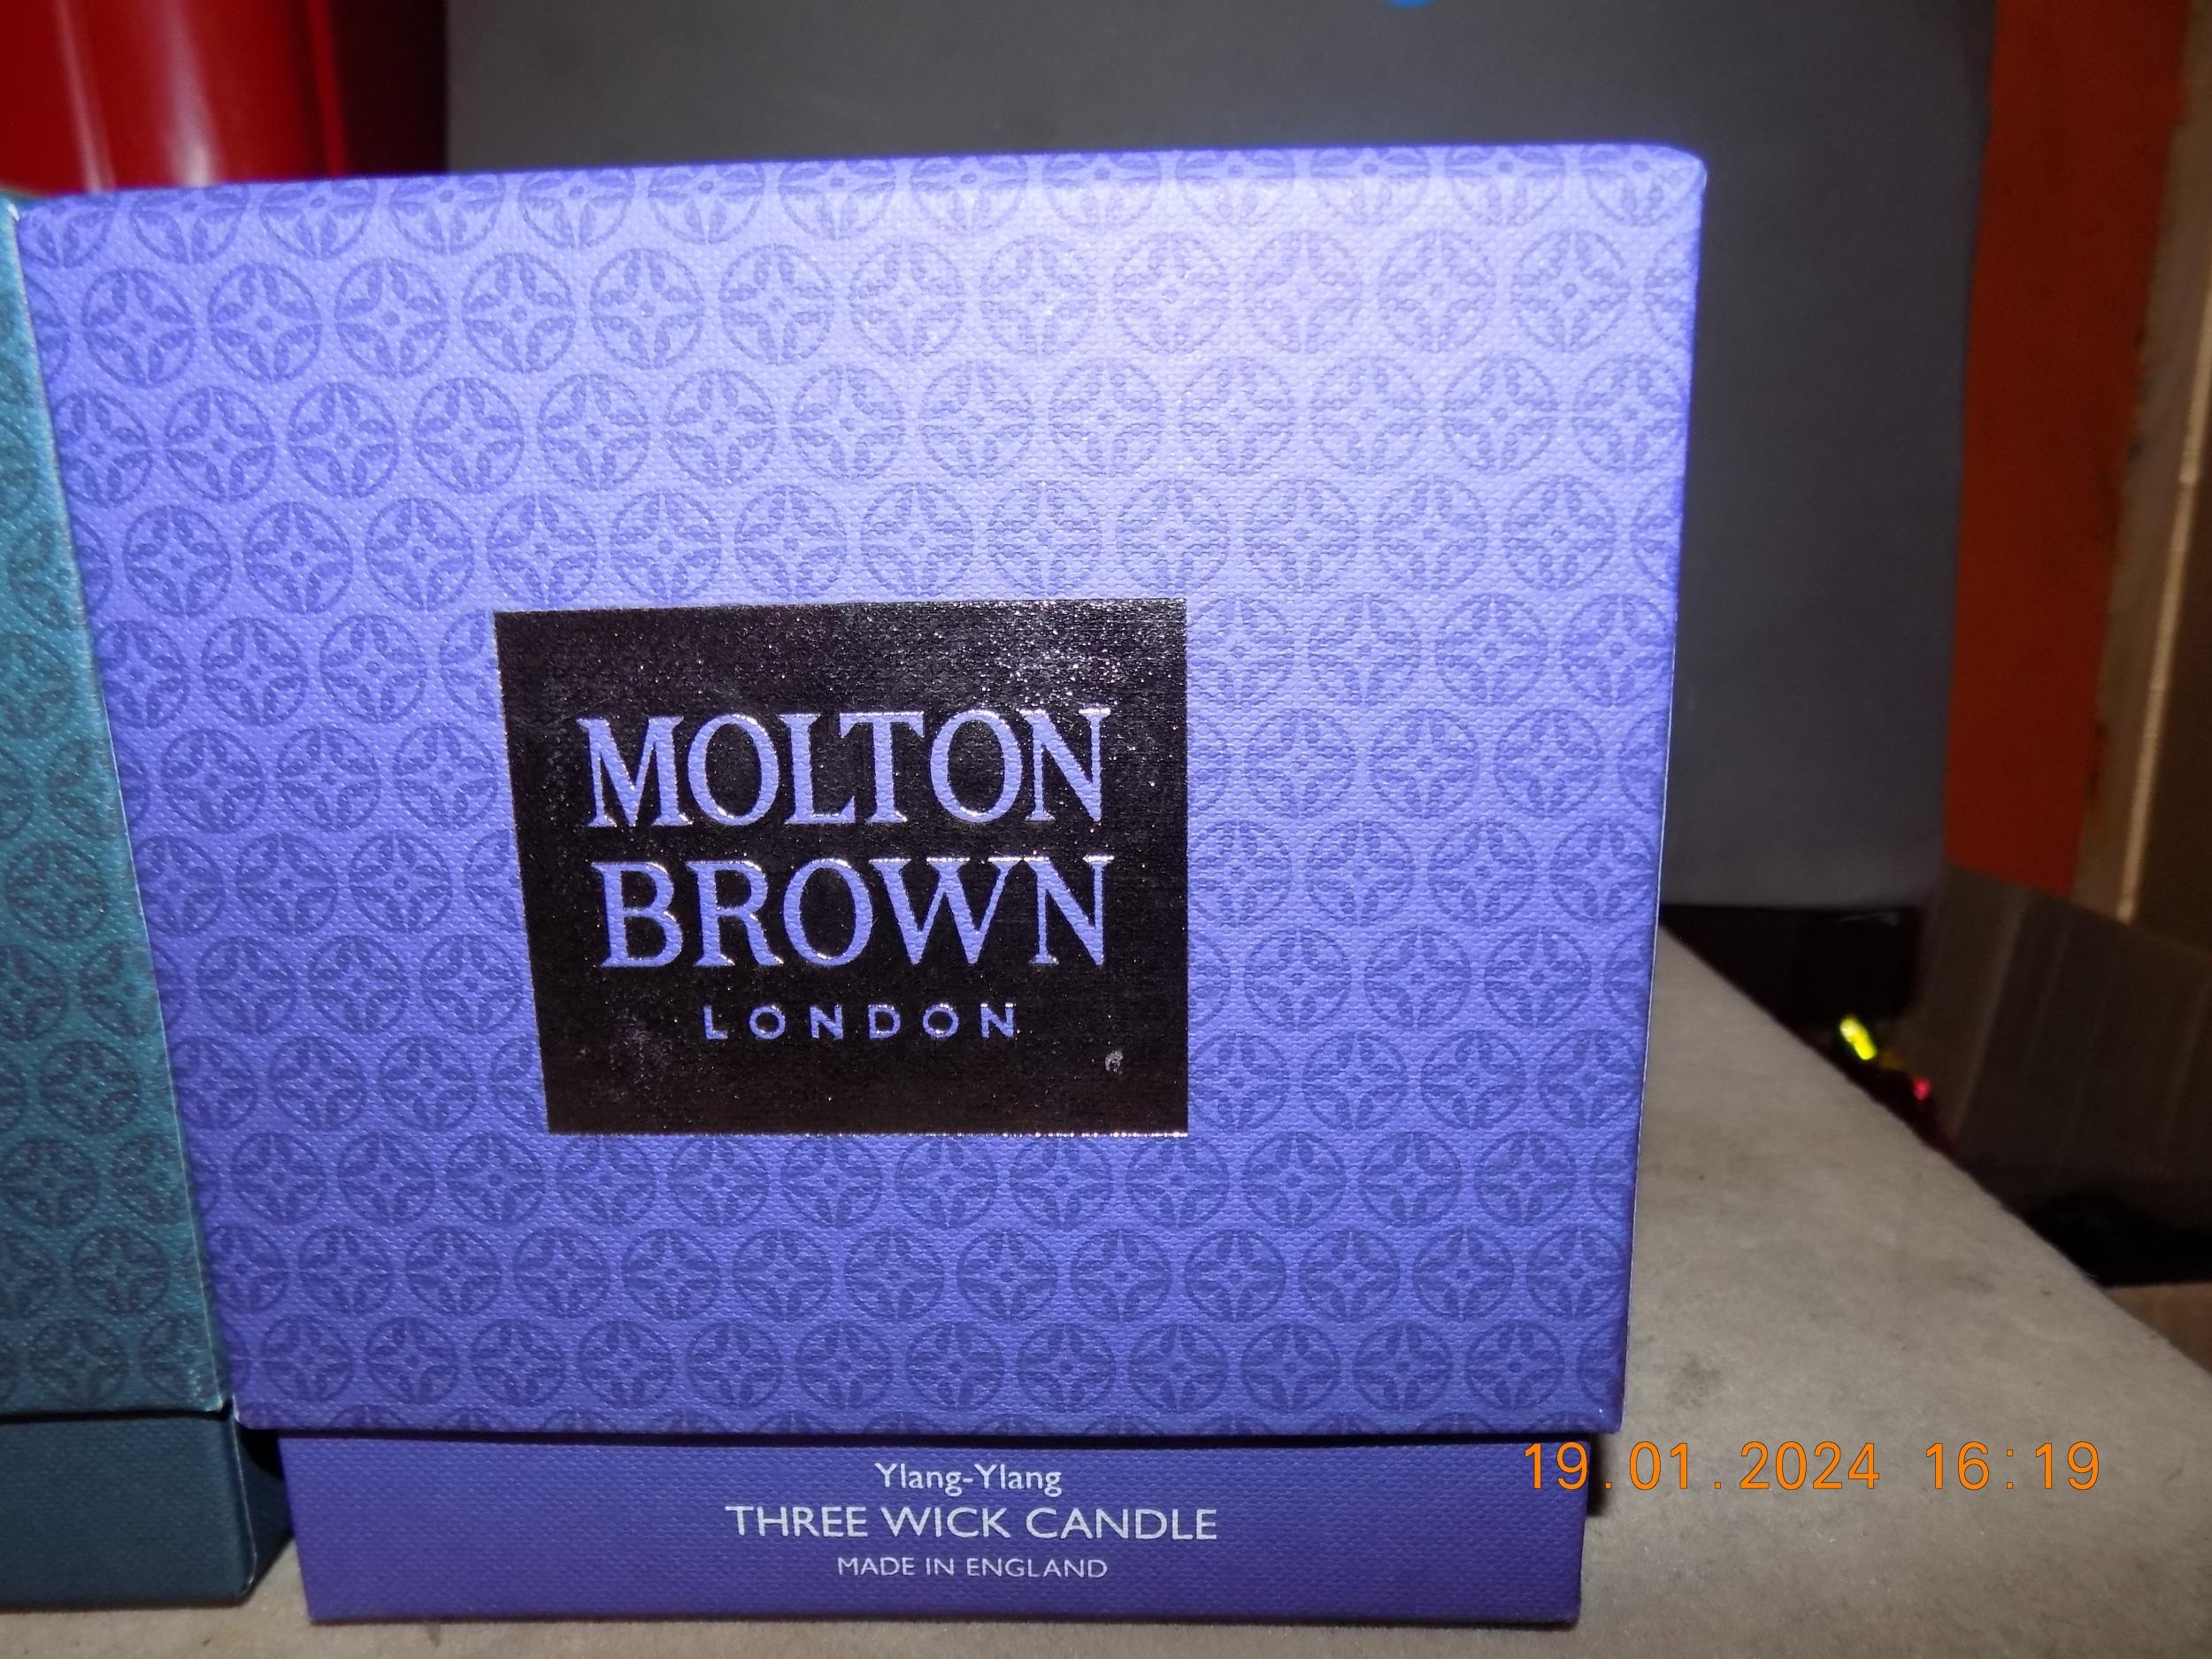 MOLTON
BROWN
LONDON
Ylang-Ylang
THREE WICK CANDLE
MADE IN ENGLAND
19.01.2024 16:19